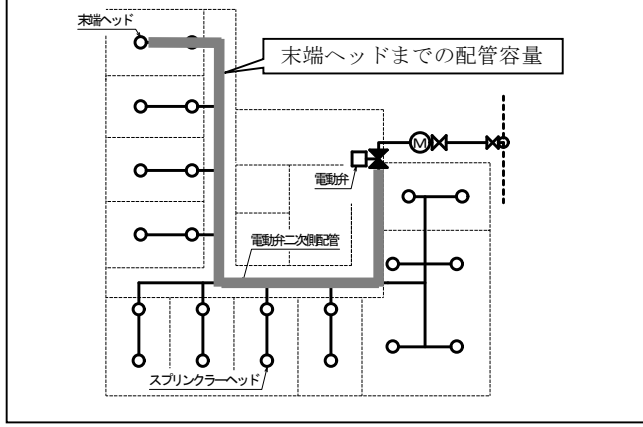 末端ヘッド
末端ヘッドまでの配管容量
M
電動弁
電動弁二次側配管
スプリンクラーヘッド